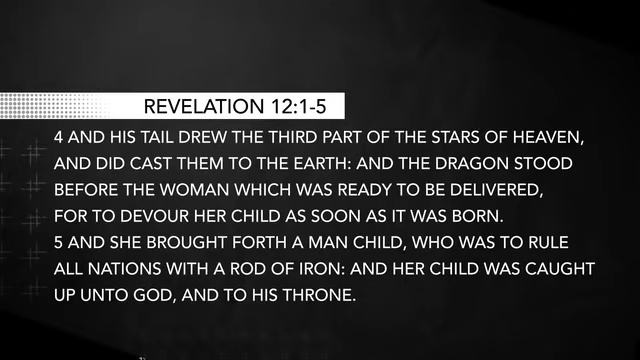 REVELATION 12:1-5
4 AND HIS TAIL DREW THE THIRD PART OF THE STARS OF HEAVEN,
AND DID CAST THEM TO THE EARTH: AND THE DRAGON STOOD
BEFORE THE WOMAN WHICH WAS READY TO BE DELIVERED,
FOR TO DEVOUR HER CHILD AS SOON AS IT WAS BORN.
5 AND SHE BROUGHT FORTH A MAN CHILD, WHO WAS TO RULE
ALL NATIONS WITH A ROD OF IRON: AND HER CHILD WAS CAUGHT
UP UNTO GOD, AND TO HIS THRONE.